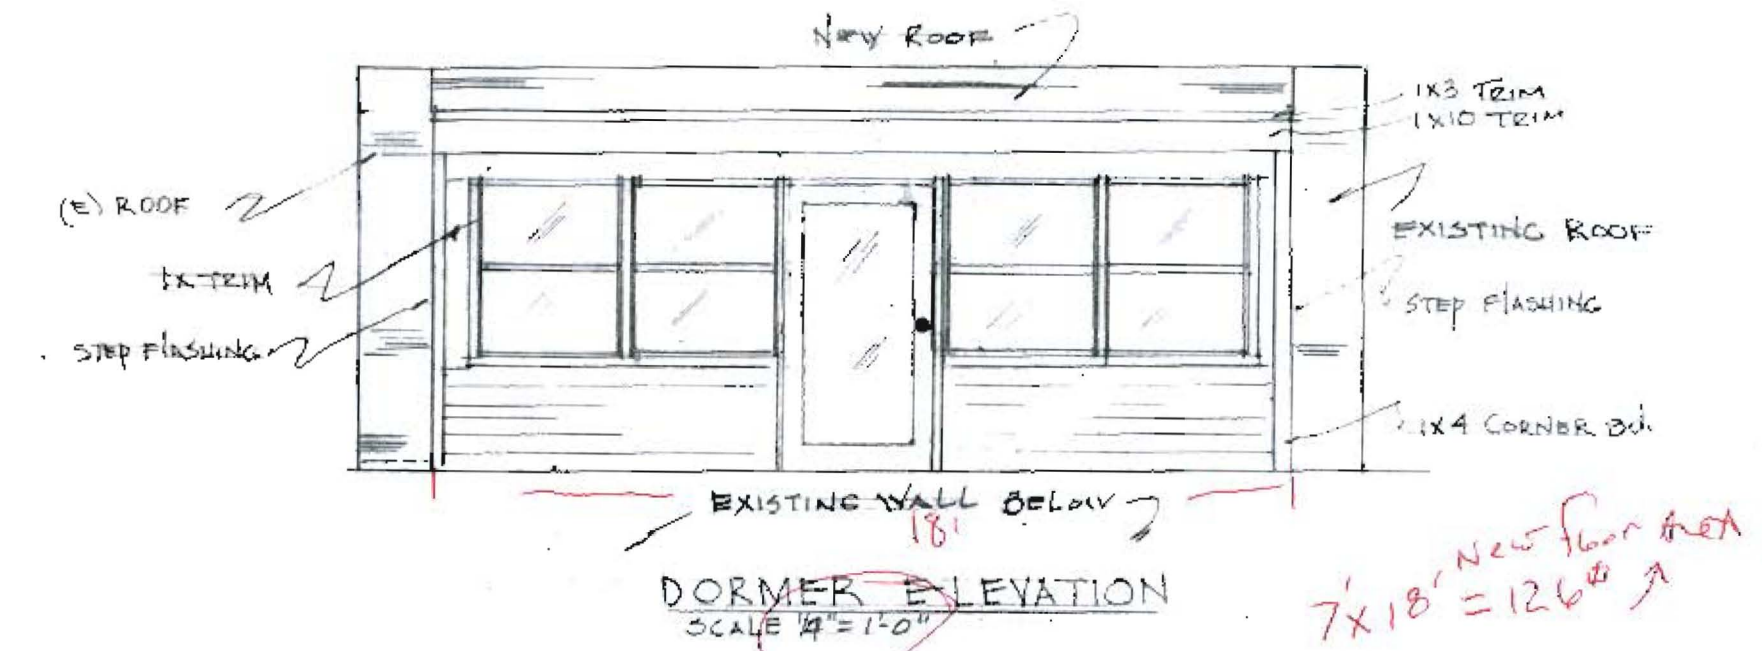 NEW ROOF
1X3 TRIM
1X10 TRIM
(E) ROOF
EXISTING ROOF
1X TRIM
STEP FLASHING
STEP FLASHING
1X4 CORNER Bd.
EXISTING WALL BELOW
18'
New floor Area
7' x 18' = 126
DORMER ELEVATION
SCALE 1/4" = 1'-0"